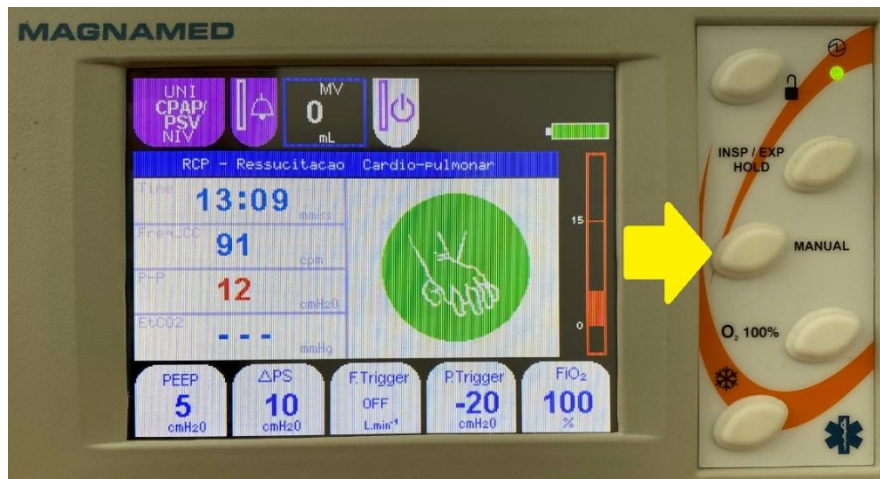 MAGNAMED
UNI
CPAP/
PSV
NIV
MV
0
mL
RCP - Ressucitacao Cardio-pulmonar
Time
13:09
mm:ss
Freq_CC
91
cpm
P-P
12
cmH2O
EtCO2
---
mmHg
15
0
PEEP
5
cmH2O
△PS
10
cmH2O
F.Trigger
OFF
L.min⁻¹
P.Trigger
-20
cmH2O
FiO₂
100
%
INSP / EXP
HOLD
MANUAL
O₂ 100%